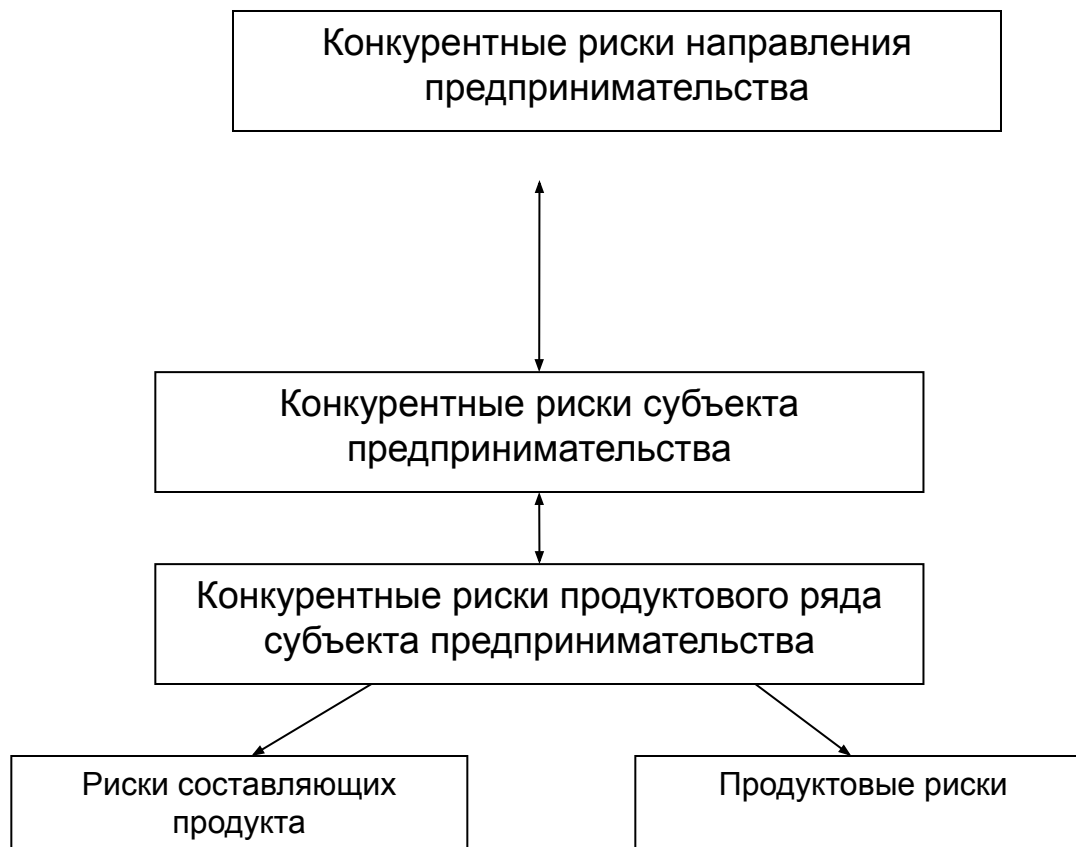 Конкурентные риски направления
предпринимательства
Конкурентные риски субъекта
предпринимательства
Конкурентные риски продуктового ряда
субъекта предпринимательства
Риски составляющих
продукта
Продуктовые риски